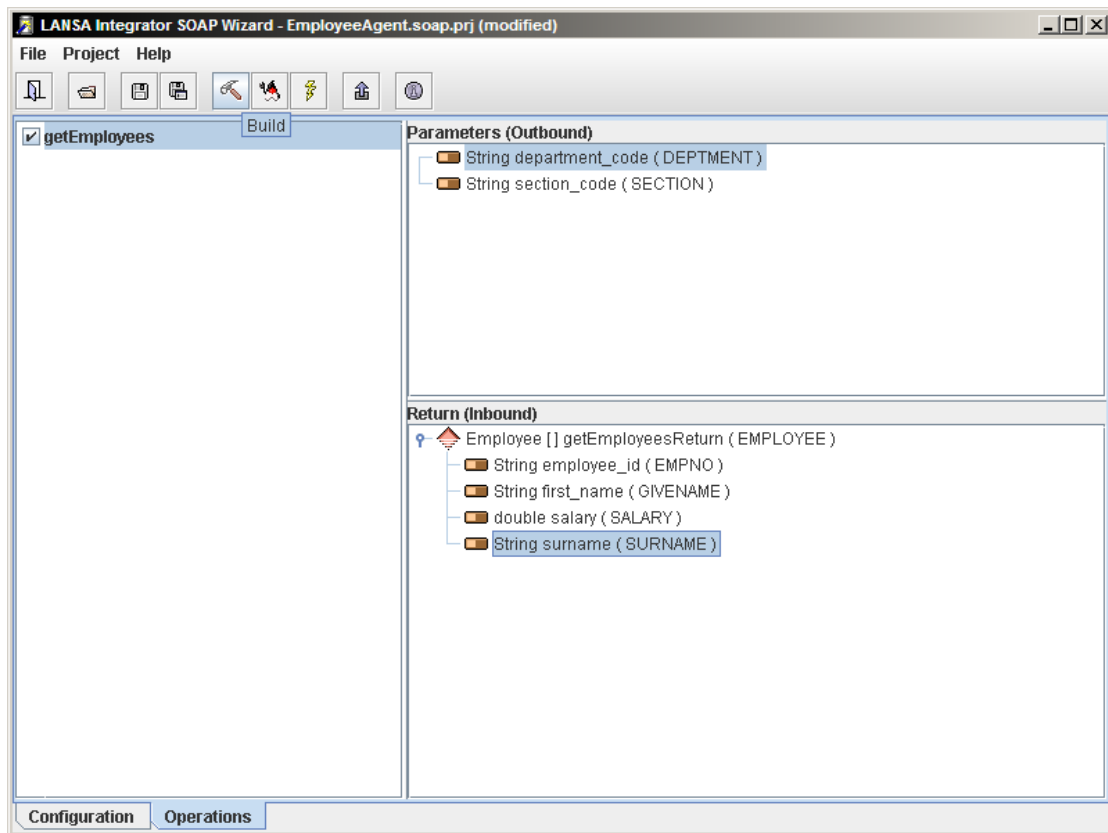 LANSA Integrator SOAP Wizard - EmployeeAgent.soap.prj (modified)
File Project Help
Build
getEmployees
Parameters (Outbound)
String department_code ( DEPTMENT )
String section_code ( SECTION )
Return (Inbound)
Employee [] getEmployeesReturn ( EMPLOYEE )
String employee_id ( EMPNO )
String first_name ( GIVENAME )
double salary ( SALARY )
String surname ( SURNAME )
Configuration Operations